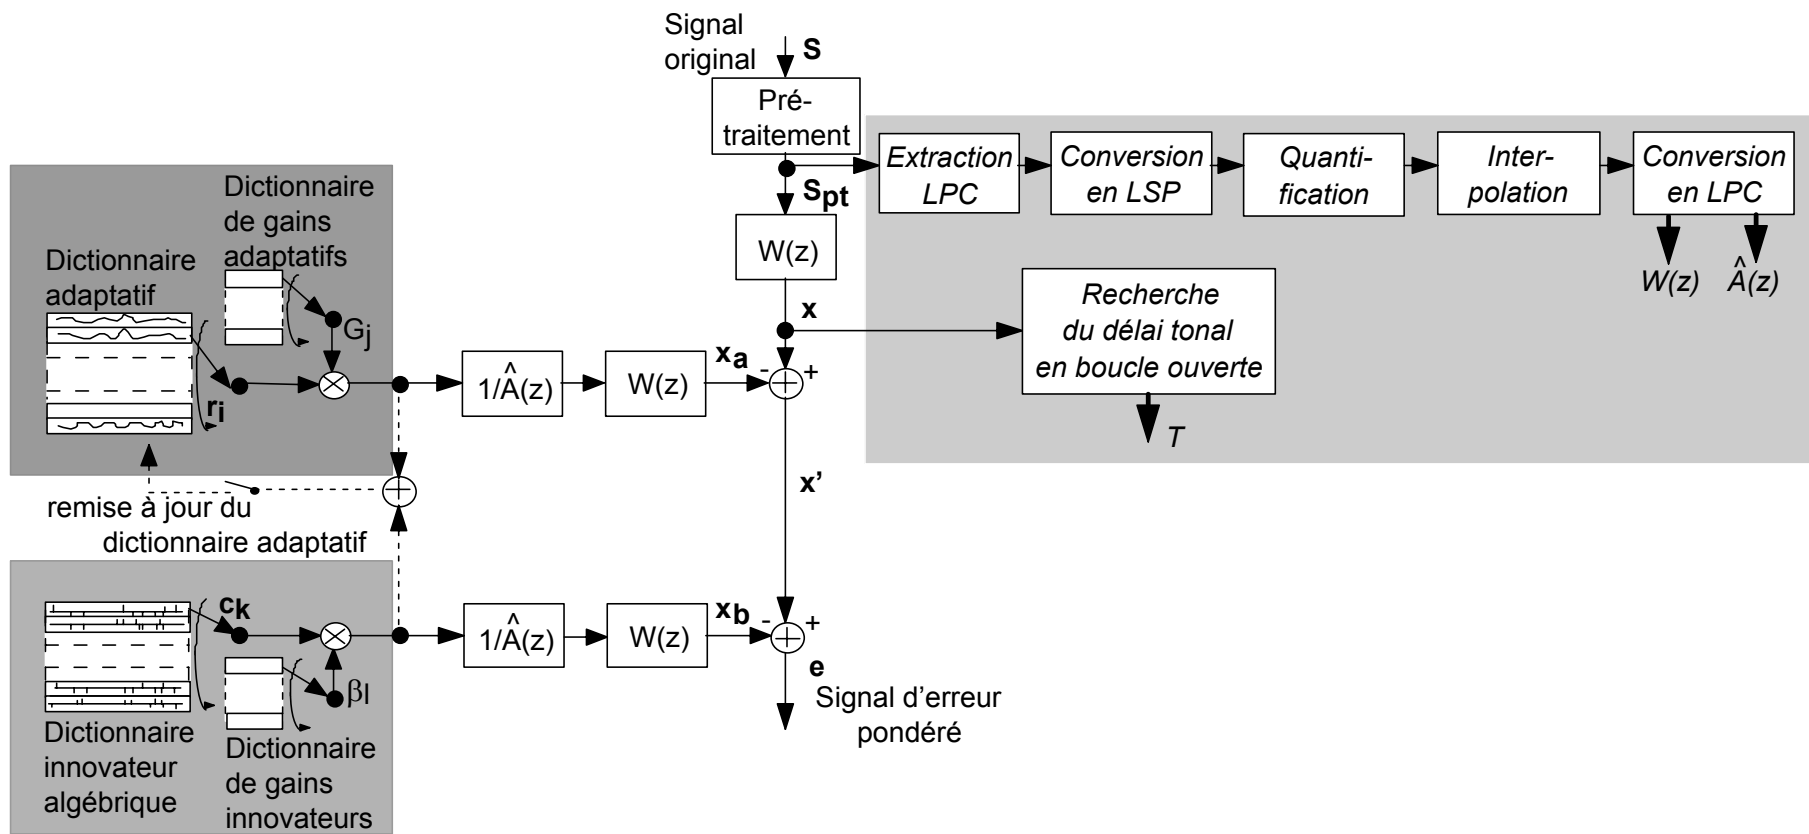 Signal
original
S
Pré-
traitement
Spt
Extraction
LPC
Conversion
en LSP
Quanti-
fication
Inter-
polation
Conversion
en LPC
W(z)
Â(z)
W(z)
x
Recherche
du délai tonal
en boucle ouverte
T
Dictionnaire
de gains
adaptatifs
Dictionnaire
adaptatif
Gj
ri
1/Â(z)
W(z)
xa
-
+
x'
remise à jour du
dictionnaire adaptatif
ck
βl
1/Â(z)
W(z)
xb
-
+
e
Signal d'erreur
pondéré
Dictionnaire
innovateur
algébrique
Dictionnaire
de gains
innovateurs